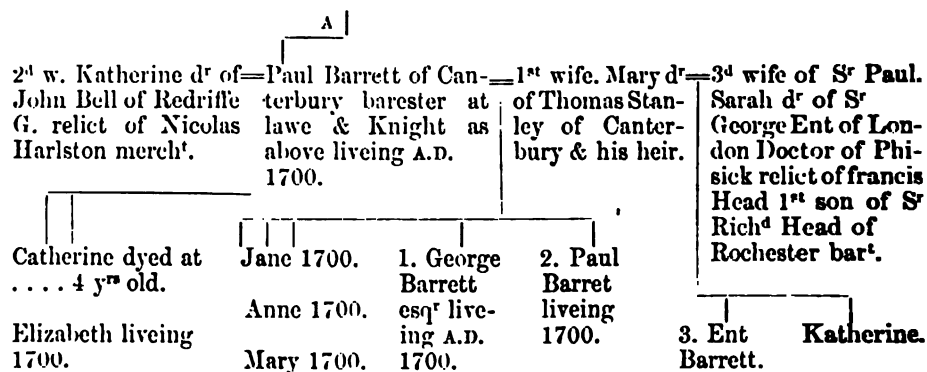 A
2ᵈ w. Katherine dʳ of
John Bell of Redriffe
G. relict of Nicolas
Harlston merchᵗ.
Paul Barrett of Can-
terbury barester at
lawe & Knight as
above liveing A.D.
1700.
1ˢᵗ wife. Mary dʳ
of Thomas Stan-
ley of Canter-
bury & his heir.
3ᵈ wife of Sʳ Paul.
Sarah dʳ of Sʳ
George Ent of Lon-
don Doctor of Phi-
sick relict of francis
Head 1ˢᵗ son of Sʳ
Richᵈ Head of
Rochester barᵗ.
Catherine dyed at
.... 4 yʳˢ old.
Elizabeth liveing
1700.
Jane 1700.
Anne 1700.
Mary 1700.
1. George
Barrett
esqʳ live-
ing A.D.
1700.
2. Paul
Barret
liveing
1700.
3. Ent
Barrett.
Katherine.